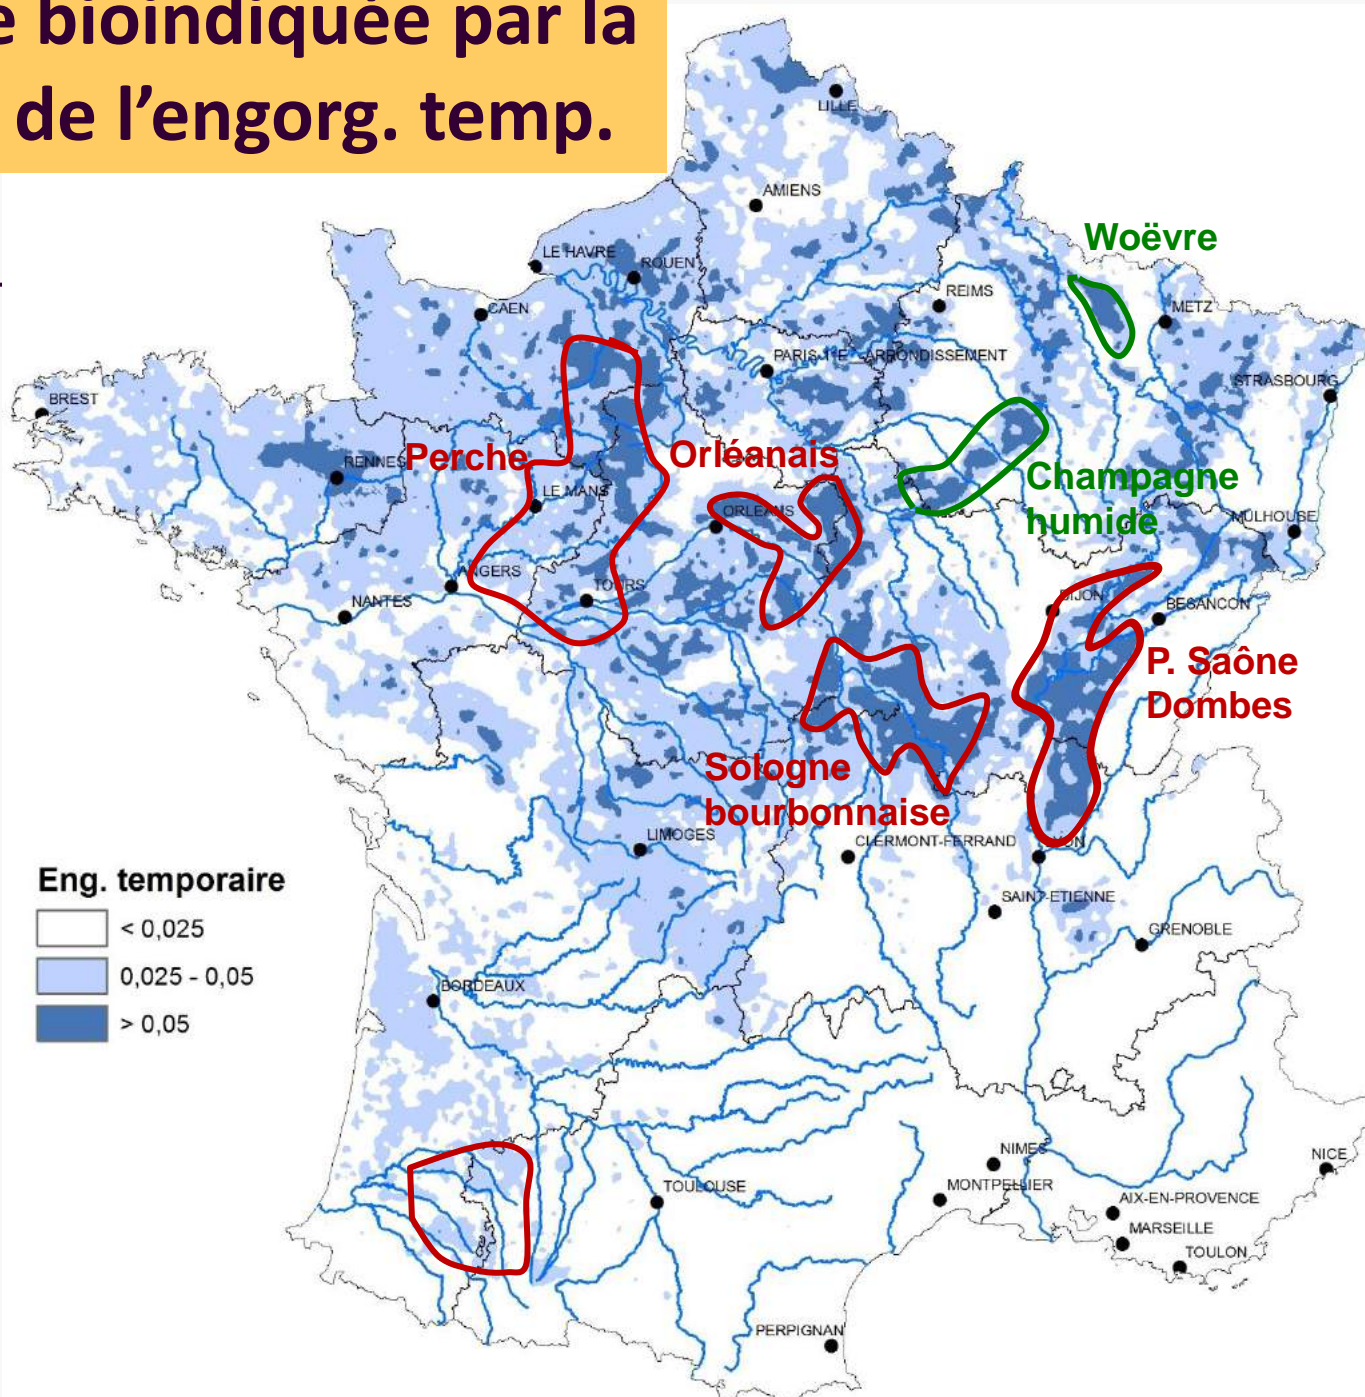 e bioindiquée par la
de l’engorg. temp.
LILLE
AMIENS
Woëvre
LE HAVRE
ROUEN
REIMS
METZ
CAEN
PARIS-1E--ARRONDISSEMENT
STRASBOURG
BREST
RENNES
Perche
Orléanais
LE MANS
ORLEANS
Champagne
humide
MULHOUSE
ANGERS
TOURS
NANTES
DIJON
BESANCON
P. Saône
Dombes
Sologne
bourbonnaise
LIMOGES
CLERMONT-FERRAND
LYON
SAINT-ETIENNE
GRENOBLE
Eng. temporaire
< 0,025
0,025 - 0,05
> 0,05
BORDEAUX
NIMES
NICE
TOULOUSE
MONTPELLIER
AIX-EN-PROVENCE
MARSEILLE
TOULON
PERPIGNAN